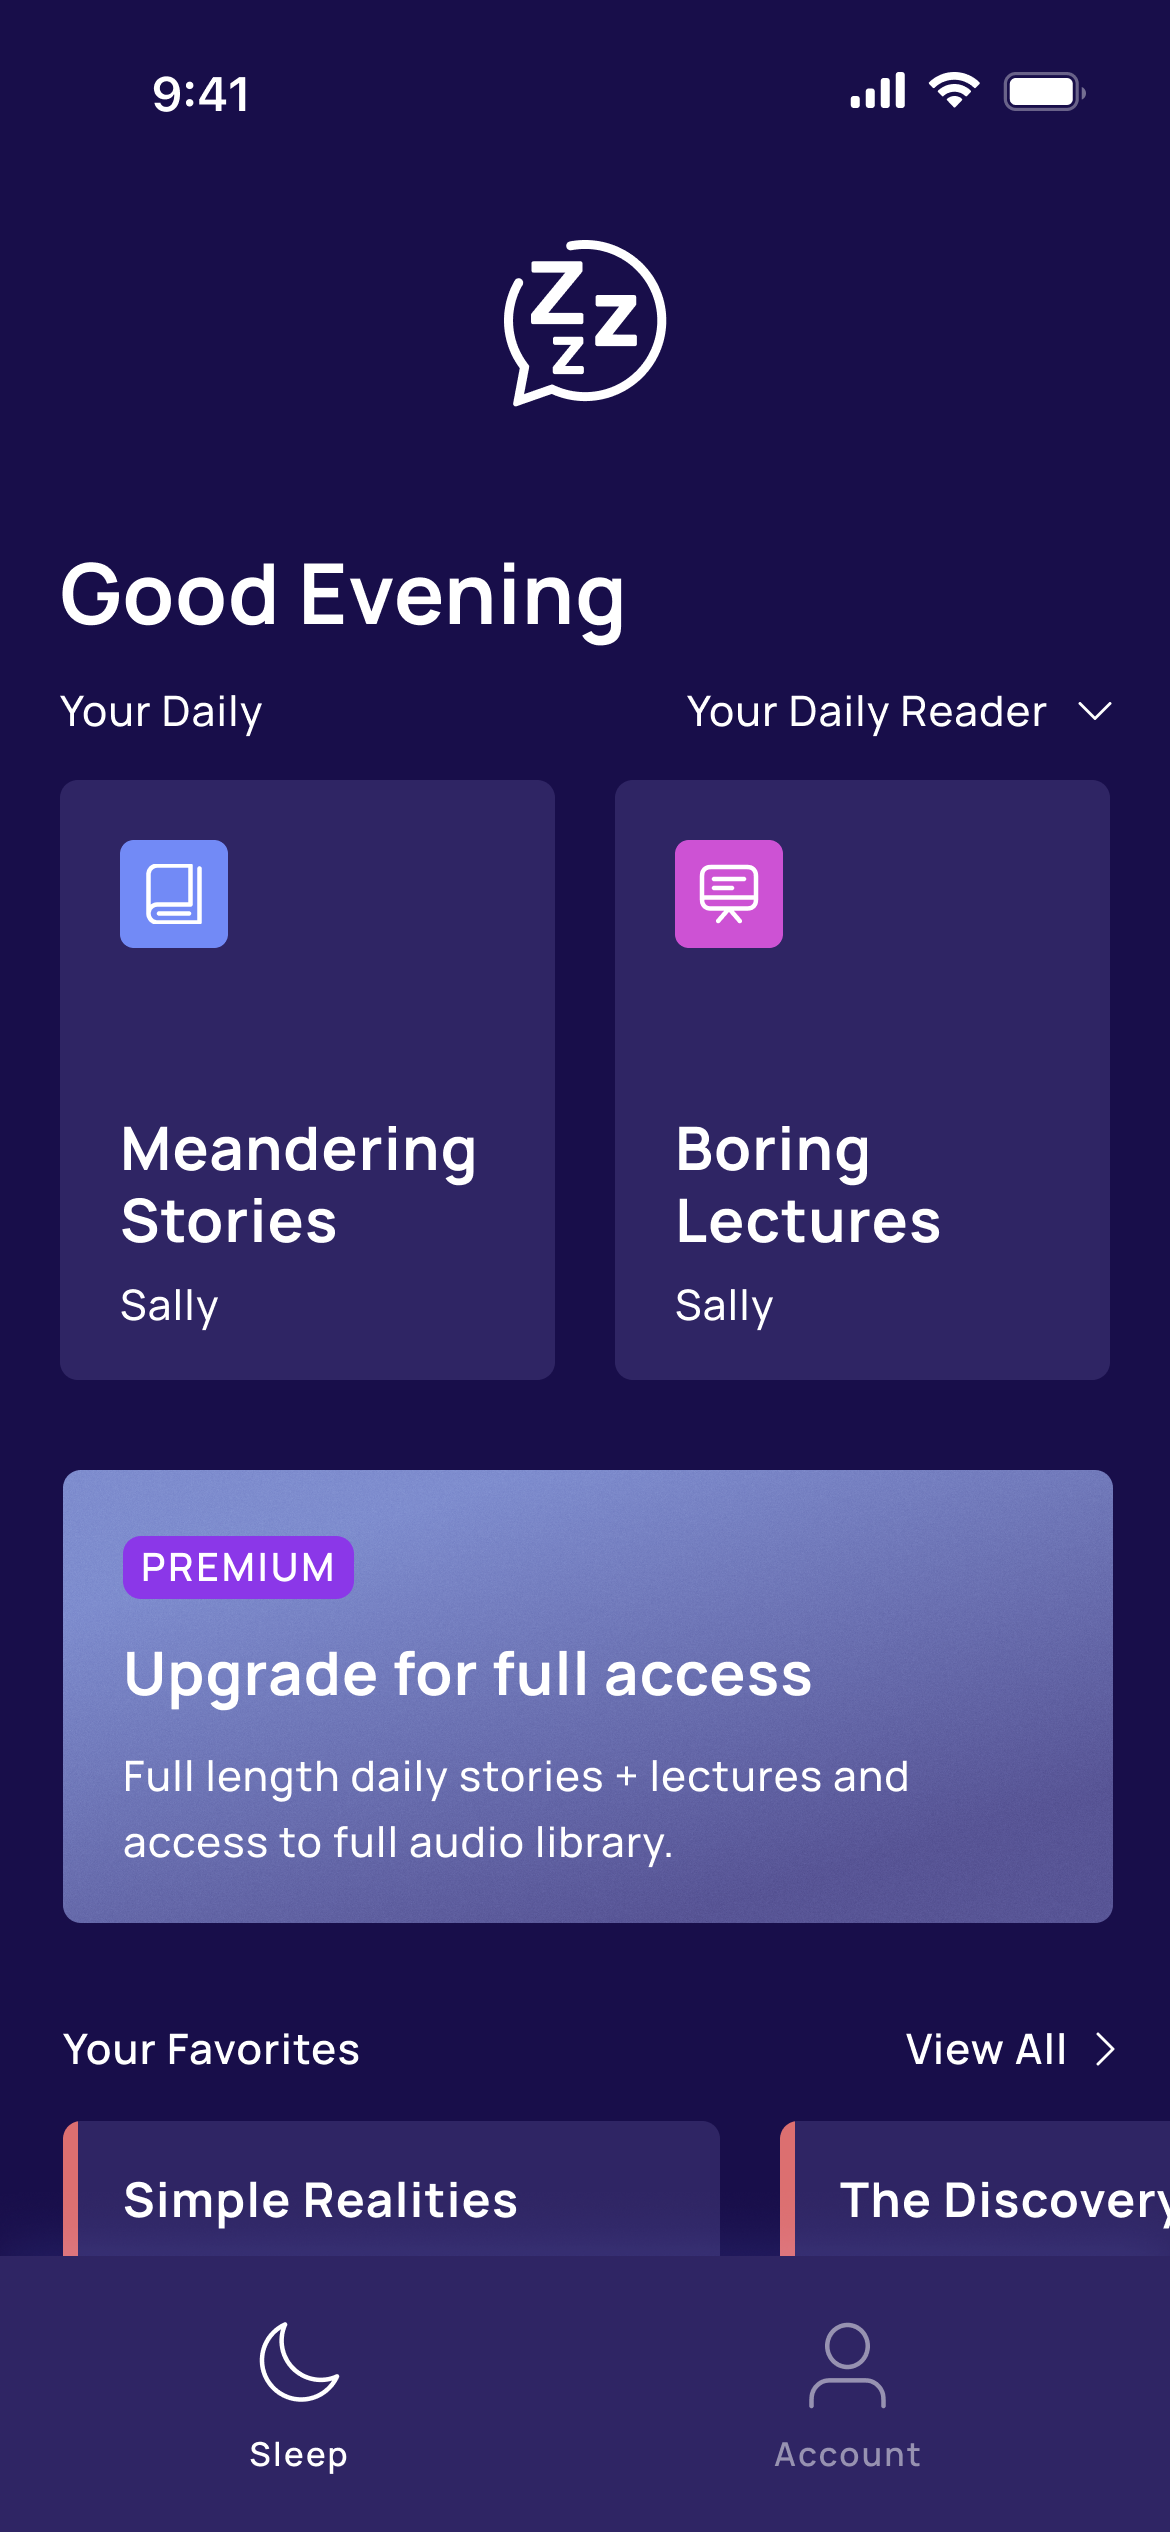 9:41
Z z z
Good Evening
Your Daily
Your Daily Reader
Meandering
Stories
Sally
Boring
Lectures
Sally
PREMIUM
Upgrade for full access
Full length daily stories + lectures and
access to full audio library.
Your Favorites
View All
Simple Realities
The Discovery
Sleep
Account